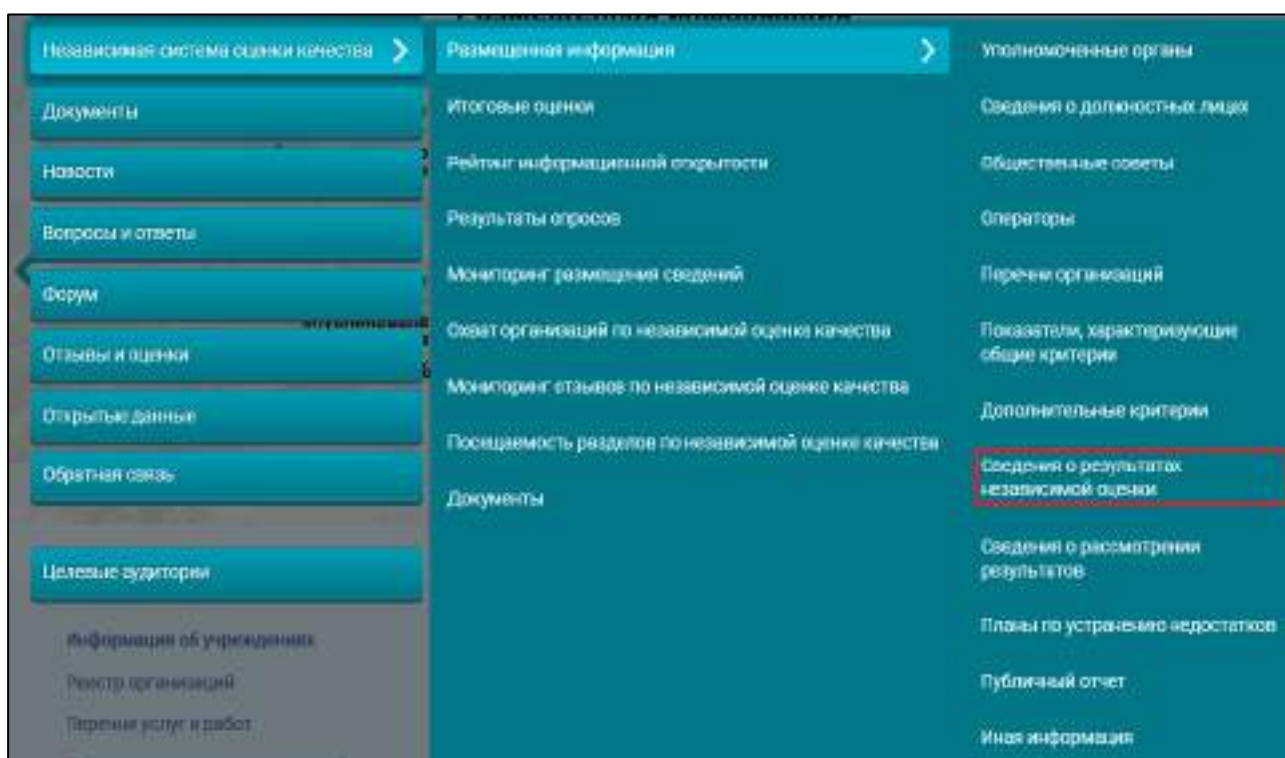 Размещенная информация
Независимая система оценки качества
Документы
Новости
Вопросы и ответы
Форум
Отзывы и оценки
Открытые данные
Обратная связь
Целевые аудитории
Информация об учреждениях
Реестр организаций
Перечни услуг и работ
Размещенная информация
Итоговые оценки
Рейтинг информационной открытости
Результаты опросов
Мониторинг размещения сведений
Охват организаций по независимой оценке качества
Мониторинг отзывов по независимой оценке качества
Посещаемость разделов по независимой оценке качества
Документы
Уполномоченные органы
Сведения о должностных лицах
Общественные советы
Операторы
Перечни организаций
Показатели, характеризующие
общие критерии
Дополнительные критерии
Сведения о результатах
независимой оценки
Сведения о рассмотрении
результатов
Планы по устранению недостатков
Публичный отчет
Иная информация